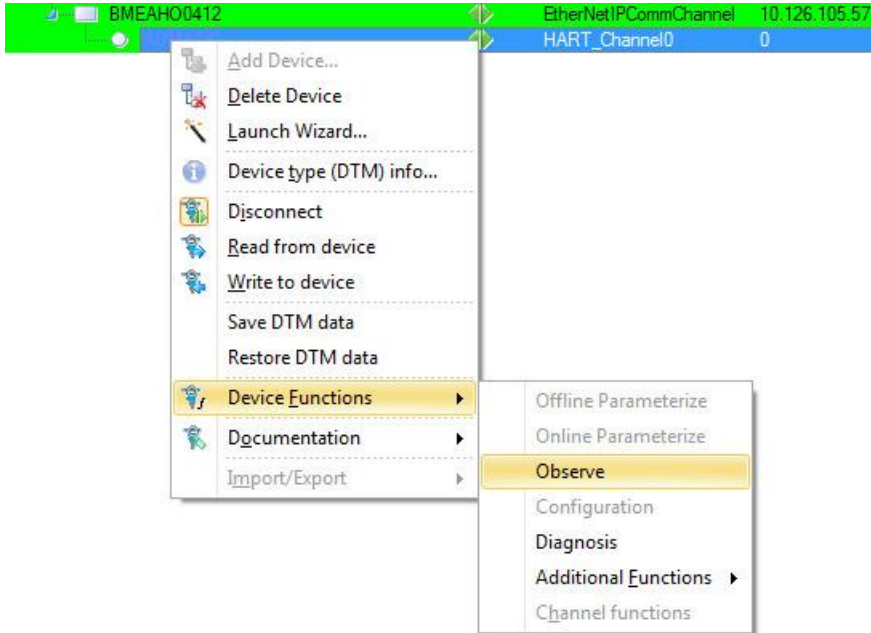 BMEAHO0412 EtherNetIPCommChannel 10.126.105.57
HART_Channel0 0
Add Device...
Delete Device
Launch Wizard...
Device type (DTM) info...
Disconnect
Read from device
Write to device
Save DTM data
Restore DTM data
Device Functions
Documentation
Import/Export
Offline Parameterize
Online Parameterize
Observe
Configuration
Diagnosis
Additional Functions
Channel functions